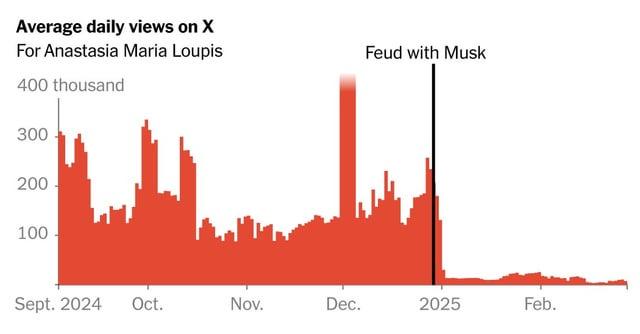 Average daily views on X
For Anastasia Maria Loupis
Feud with Musk
400 thousand
300
200
100
Sept. 2024 Oct. Nov. Dec. 2025 Feb.